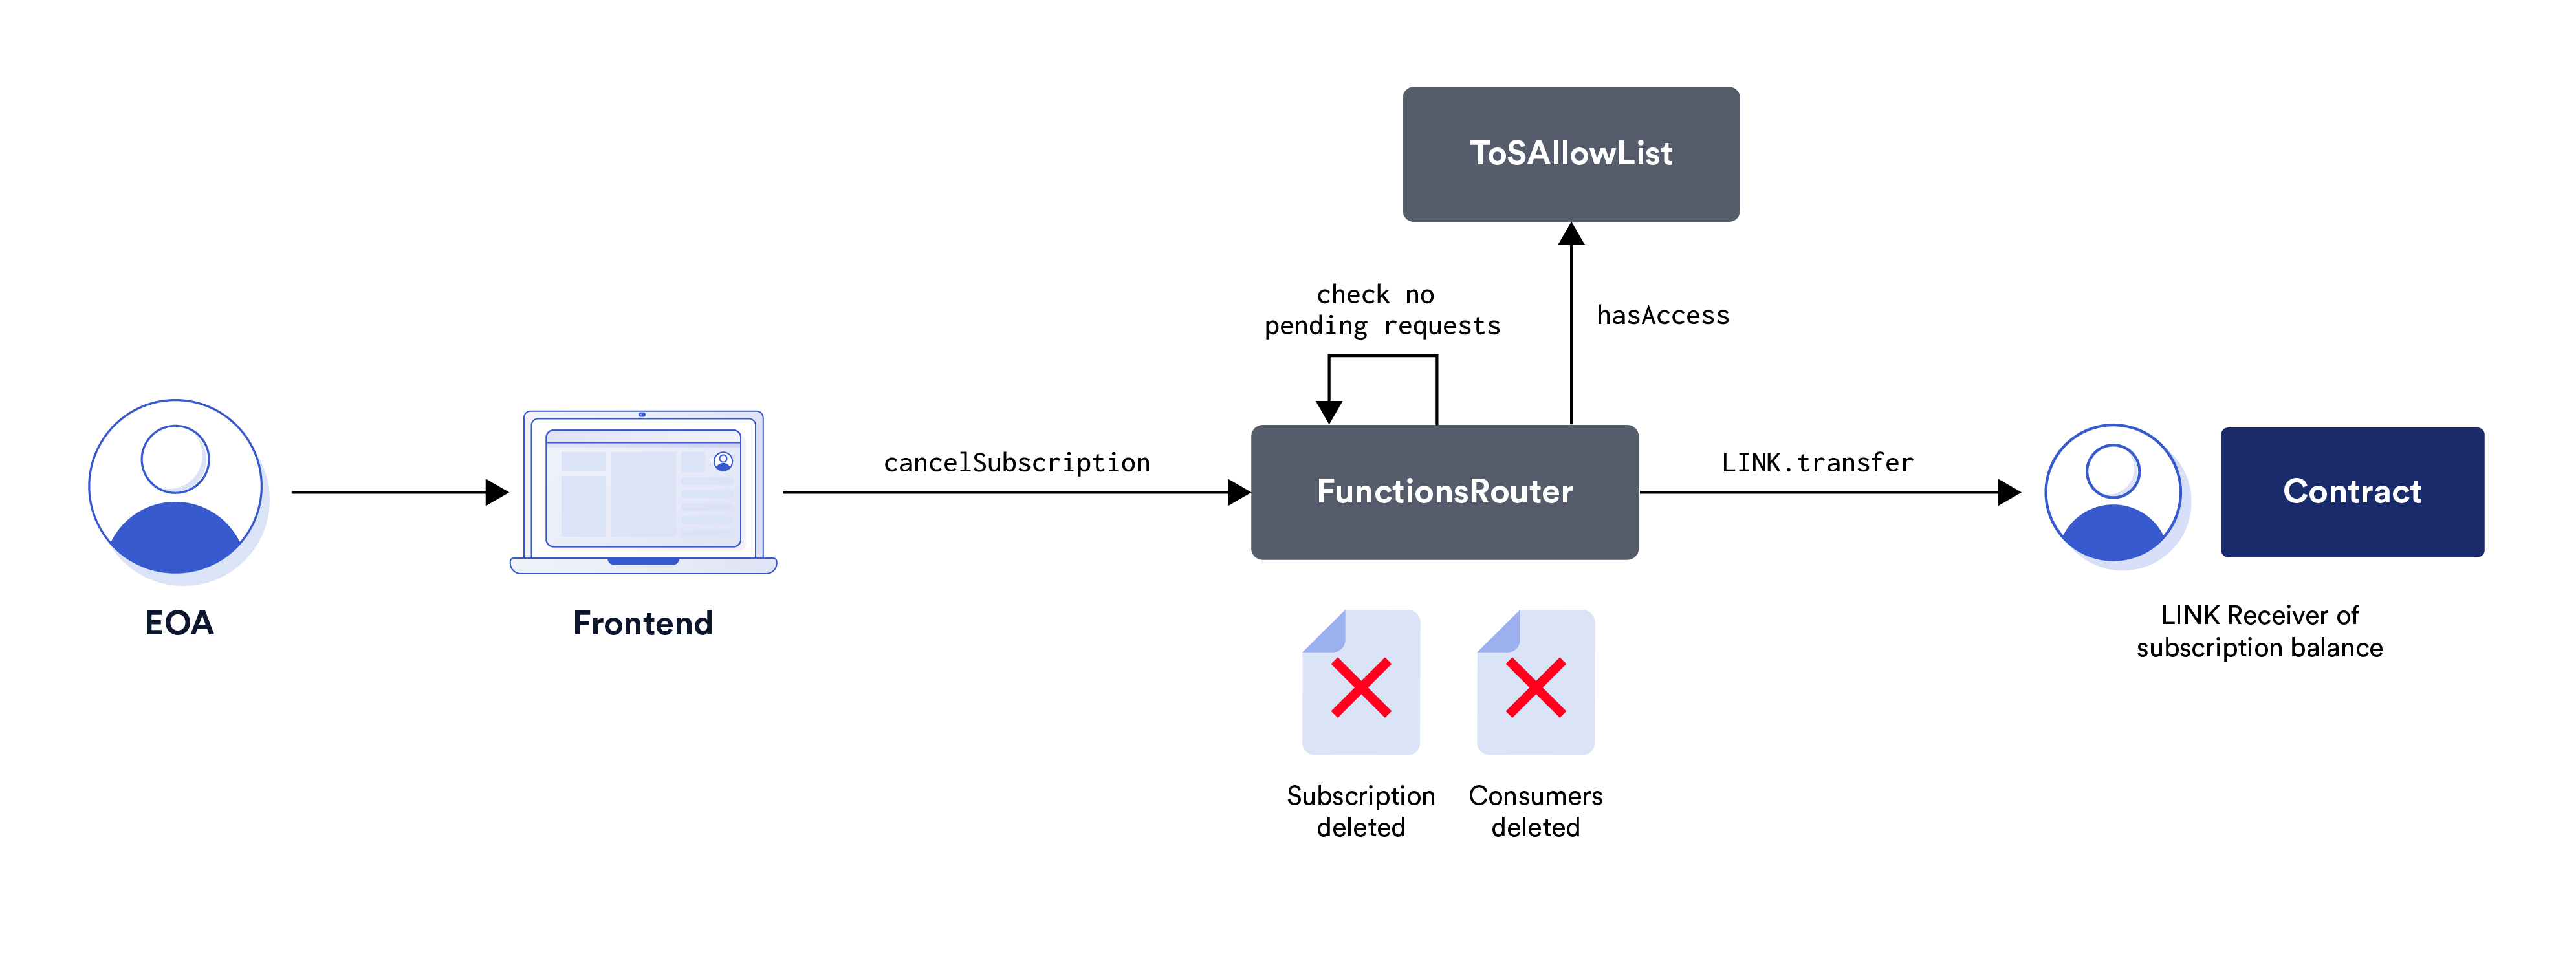 ToSAllowList
check no
pending requests
hasAccess
cancelSubscription
FunctionsRouter
LINK.transfer
Contract
EOA
Frontend
LINK Receiver of
subscription balance
Subscription
deleted
Consumers
deleted